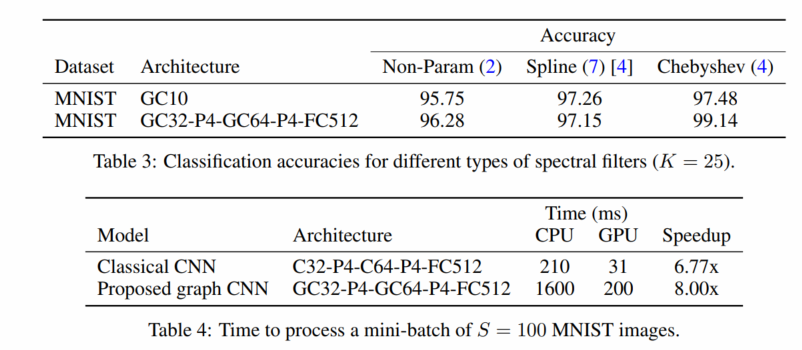 Accuracy
Dataset Architecture Non-Param (2) Spline (7) [4] Chebyshev (4)
MNIST GC10 95.75 97.26 97.48
MNIST GC32-P4-GC64-P4-FC512 96.28 97.15 99.14
Table 3: Classification accuracies for different types of spectral filters (K = 25).
Time (ms)
Model Architecture CPU GPU Speedup
Classical CNN C32-P4-C64-P4-FC512 210 31 6.77x
Proposed graph CNN GC32-P4-GC64-P4-FC512 1600 200 8.00x
Table 4: Time to process a mini-batch of S = 100 MNIST images.